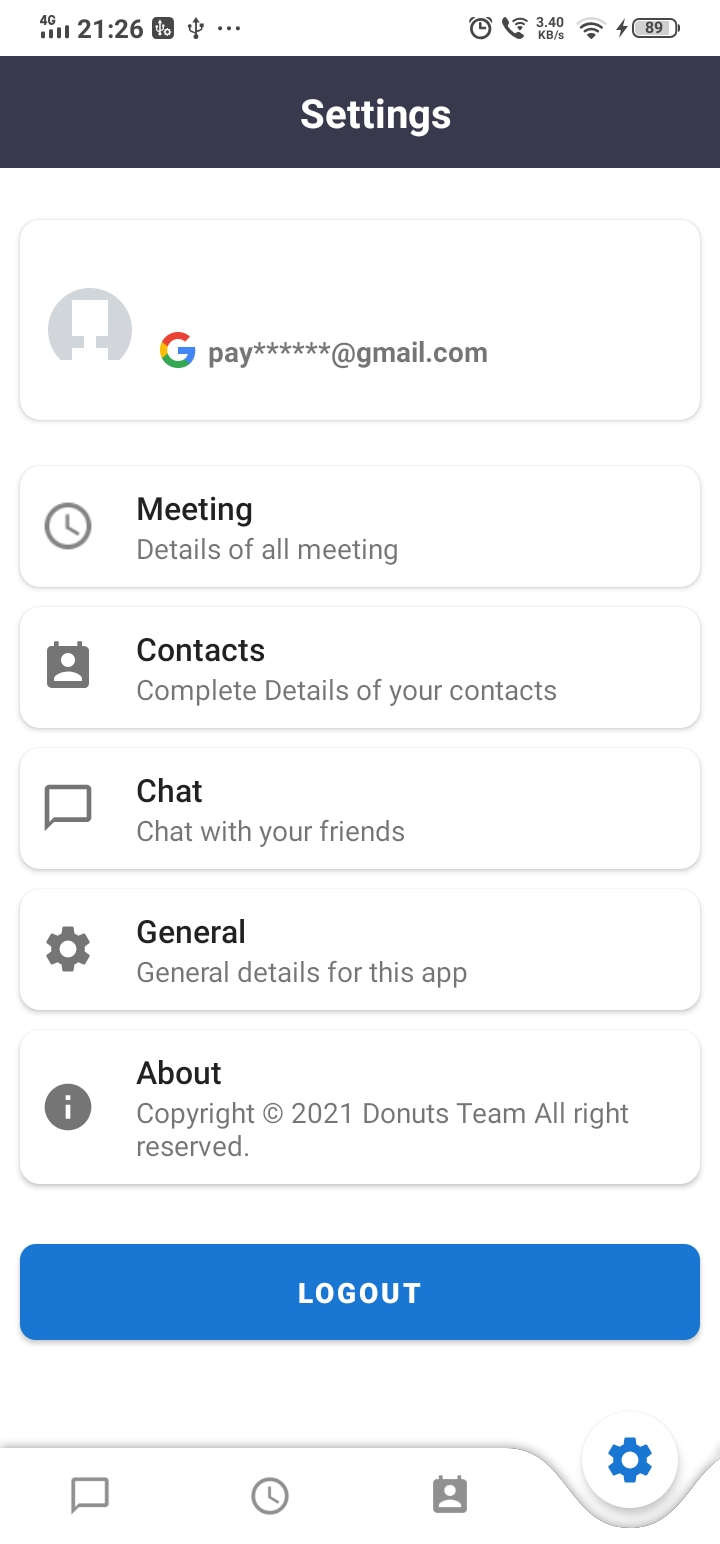 4G 21:26 3.40 KB/s 89
Settings
pay******@gmail.com
Meeting
Details of all meeting
Contacts
Complete Details of your contacts
Chat
Chat with your friends
General
General details for this app
About
Copyright © 2021 Donuts Team All right
reserved.
LOGOUT